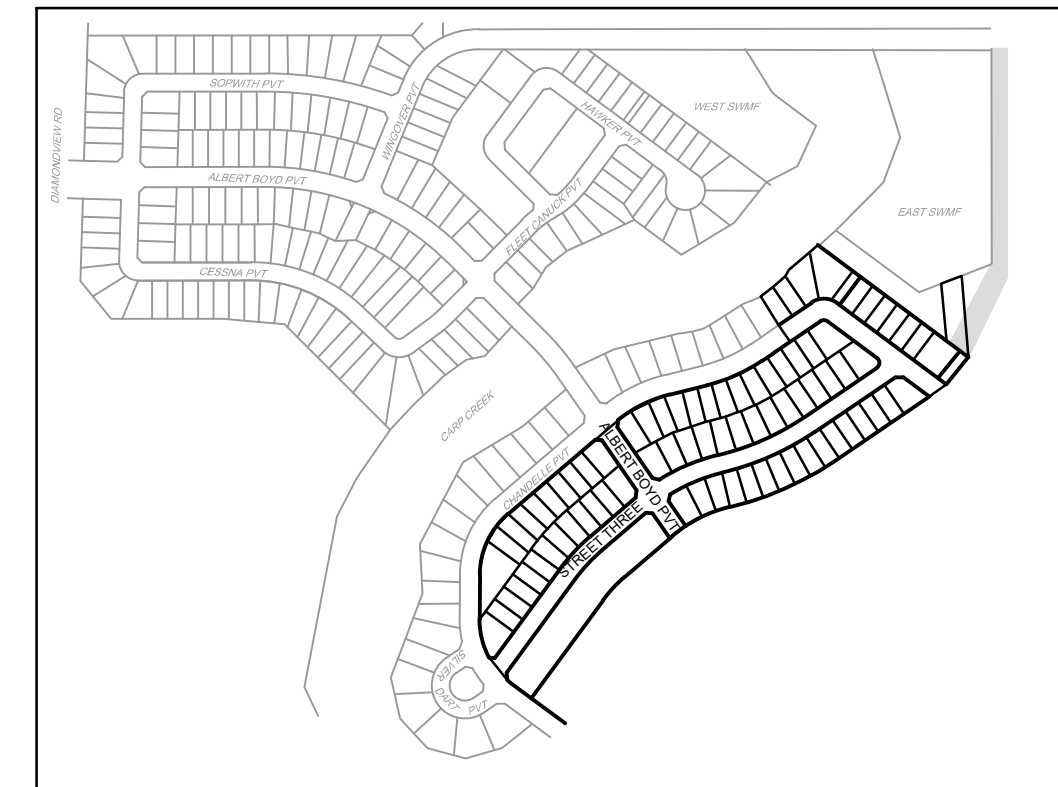 SOPWITH PVT
WINGOVER PVT
HAWKER PVT
WEST SWMF
DIAMONDVIEW RD
ALBERT BOYD PVT
FLEET CANUCK PVT
EAST SWMF
CESSNA PVT
CARP CREEK
ALBERT BOYD PVT
CHANDELLE PVT
STREET THREE
SILVER
DART
PVT